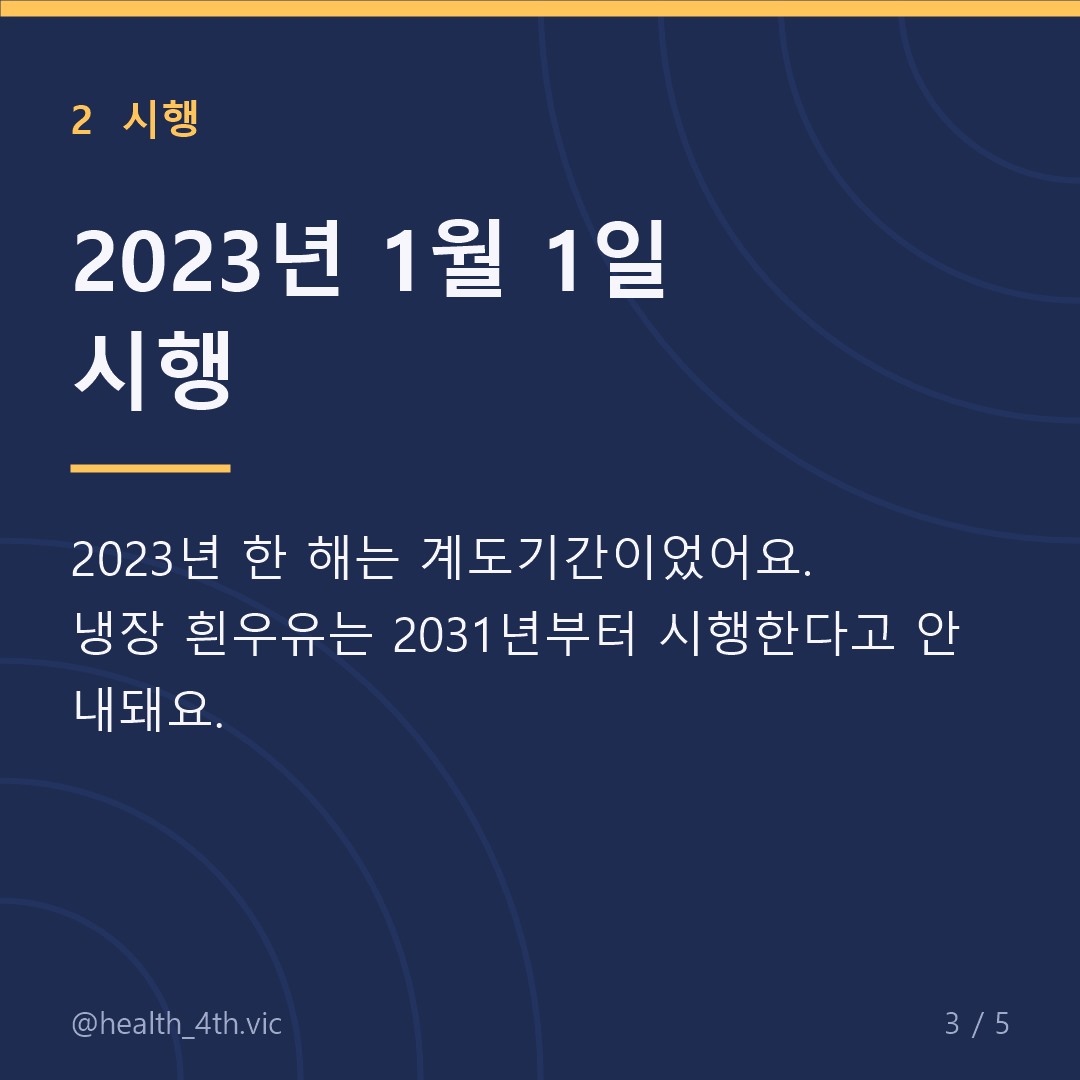 2 시행
2023년 1월 1일
시행
2023년 한 해는 계도기간이었어요.
냉장 흰우유는 2031년부터 시행한다고 안
내돼요.
@health_4th.vic
3 / 5